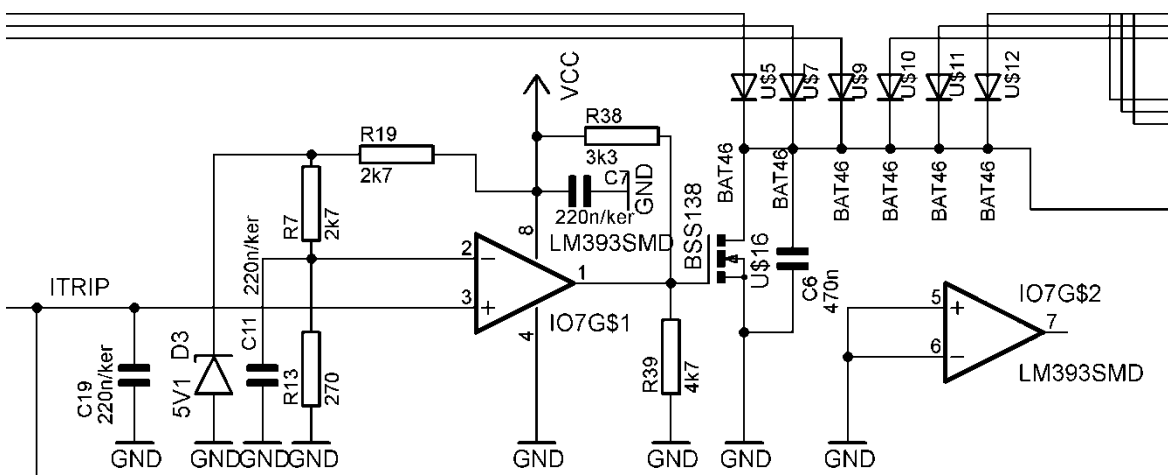 U$5
U$7
U$9
U$10
U$11
U$12
VCC
R38
3k3
R19
2k7
C7
GND
220n/ker
LM393SMD
BAT46
BAT46
BAT46
BAT46
BAT46
BAT46
R7
2k7
220n/ker
8
BSS138
U$16
2
1
3
4
IO7G$1
ITRIP
C6
470n
5
6
7
IO7G$2
LM393SMD
C19
220n/ker
D3
5V1
C11
R13
270
R39
4k7
GND
GND
GND
GND
GND
GND
GND
GND